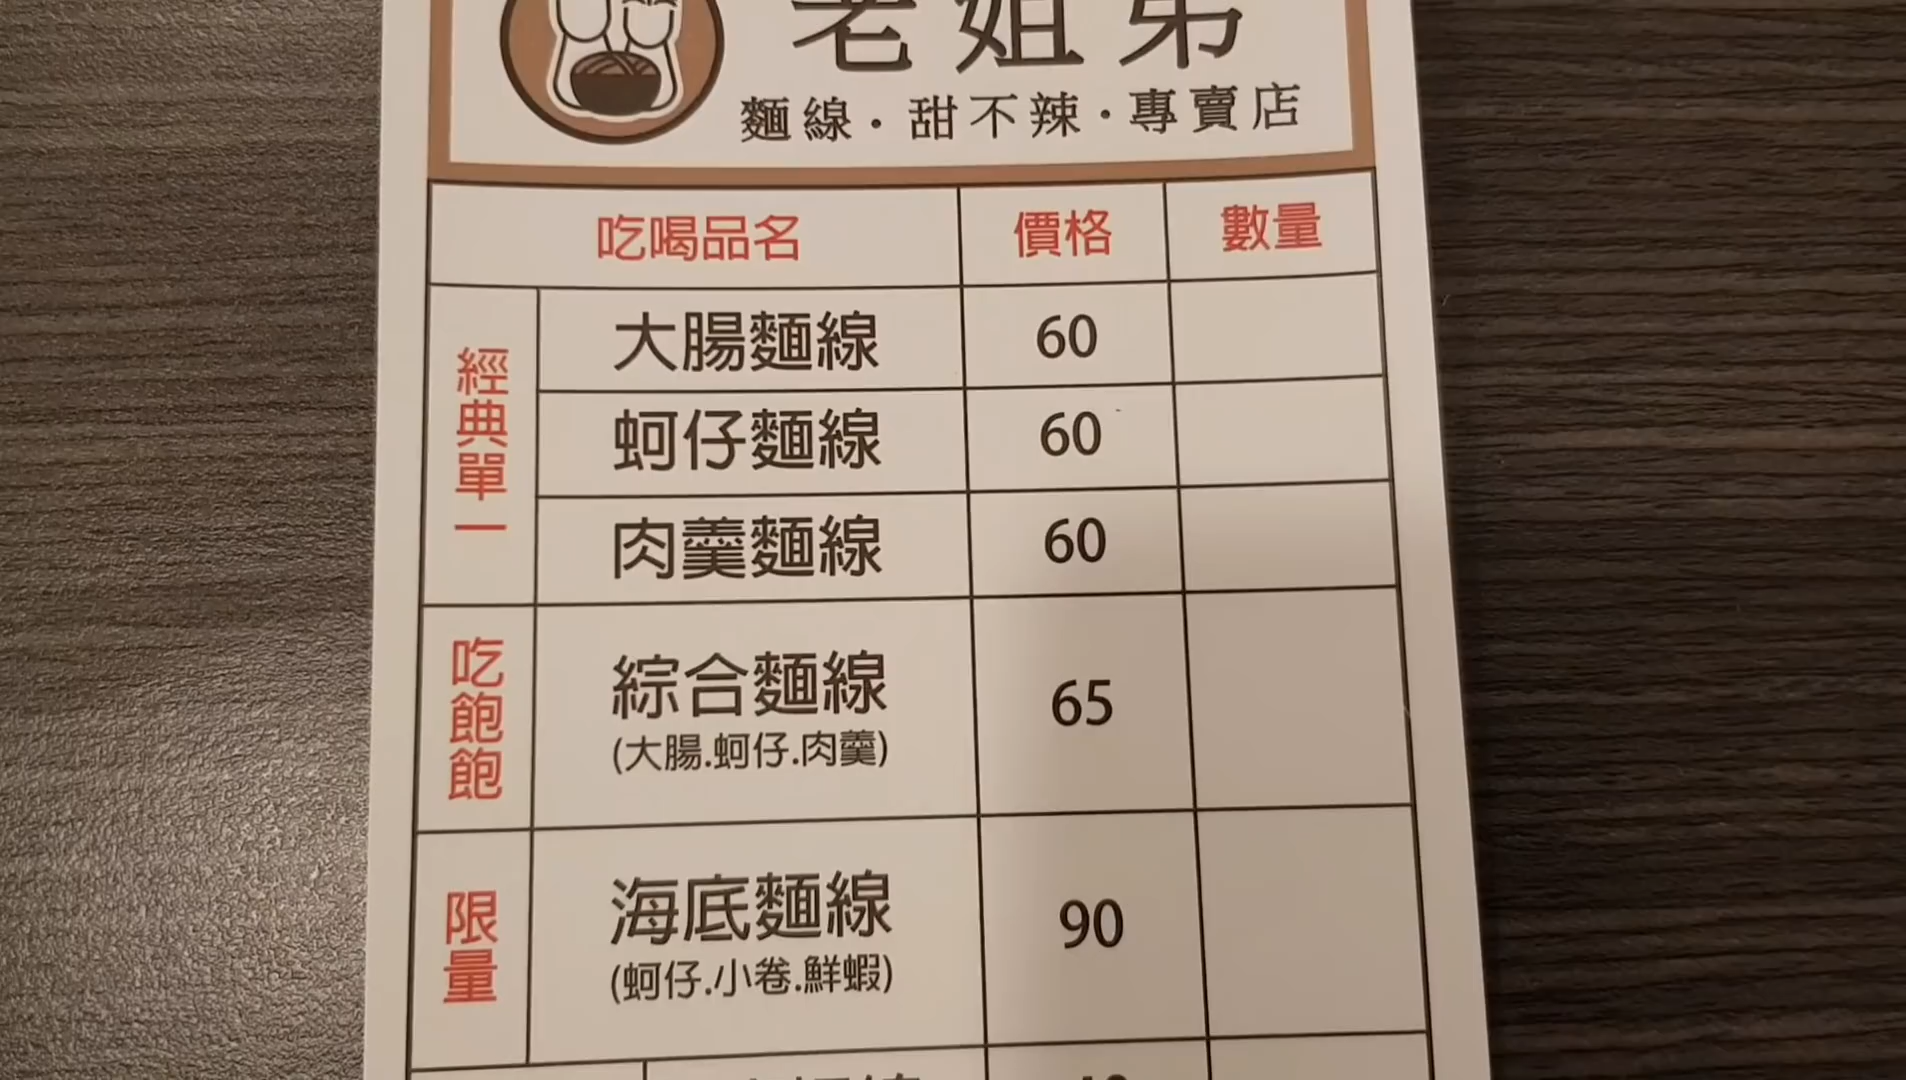 老姐弟
麵線·甜不辣·專賣店
吃喝品名 價格 數量
經典單一
大腸麵線 60
蚵仔麵線 60
肉羹麵線 60
吃飽飽
綜合麵線 65
(大腸.蚵仔.肉羹)
限量
海底麵線 90
(蚵仔.小卷.鮮蝦)